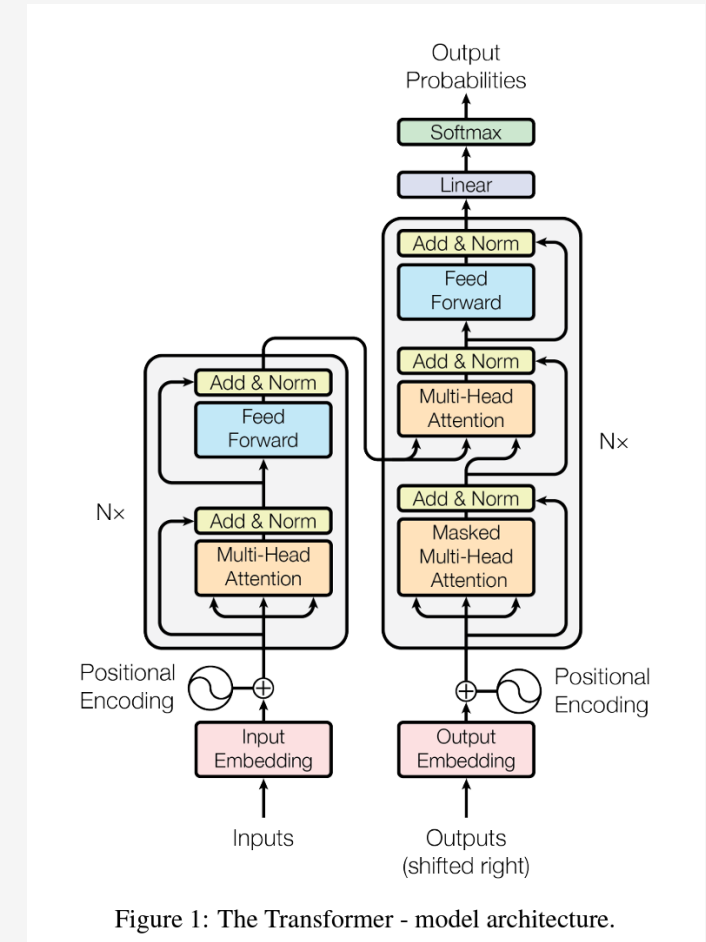 Output
Probabilities
Softmax
Linear
Add & Norm
Feed
Forward
Add & Norm
Multi-Head
Attention
Add & Norm
Masked
Multi-Head
Attention
Nx
Positional
Encoding
Output
Embedding
Outputs
(shifted right)
Add & Norm
Feed
Forward
Add & Norm
Multi-Head
Attention
Nx
Positional
Encoding
Input
Embedding
Inputs
Figure 1: The Transformer - model architecture.